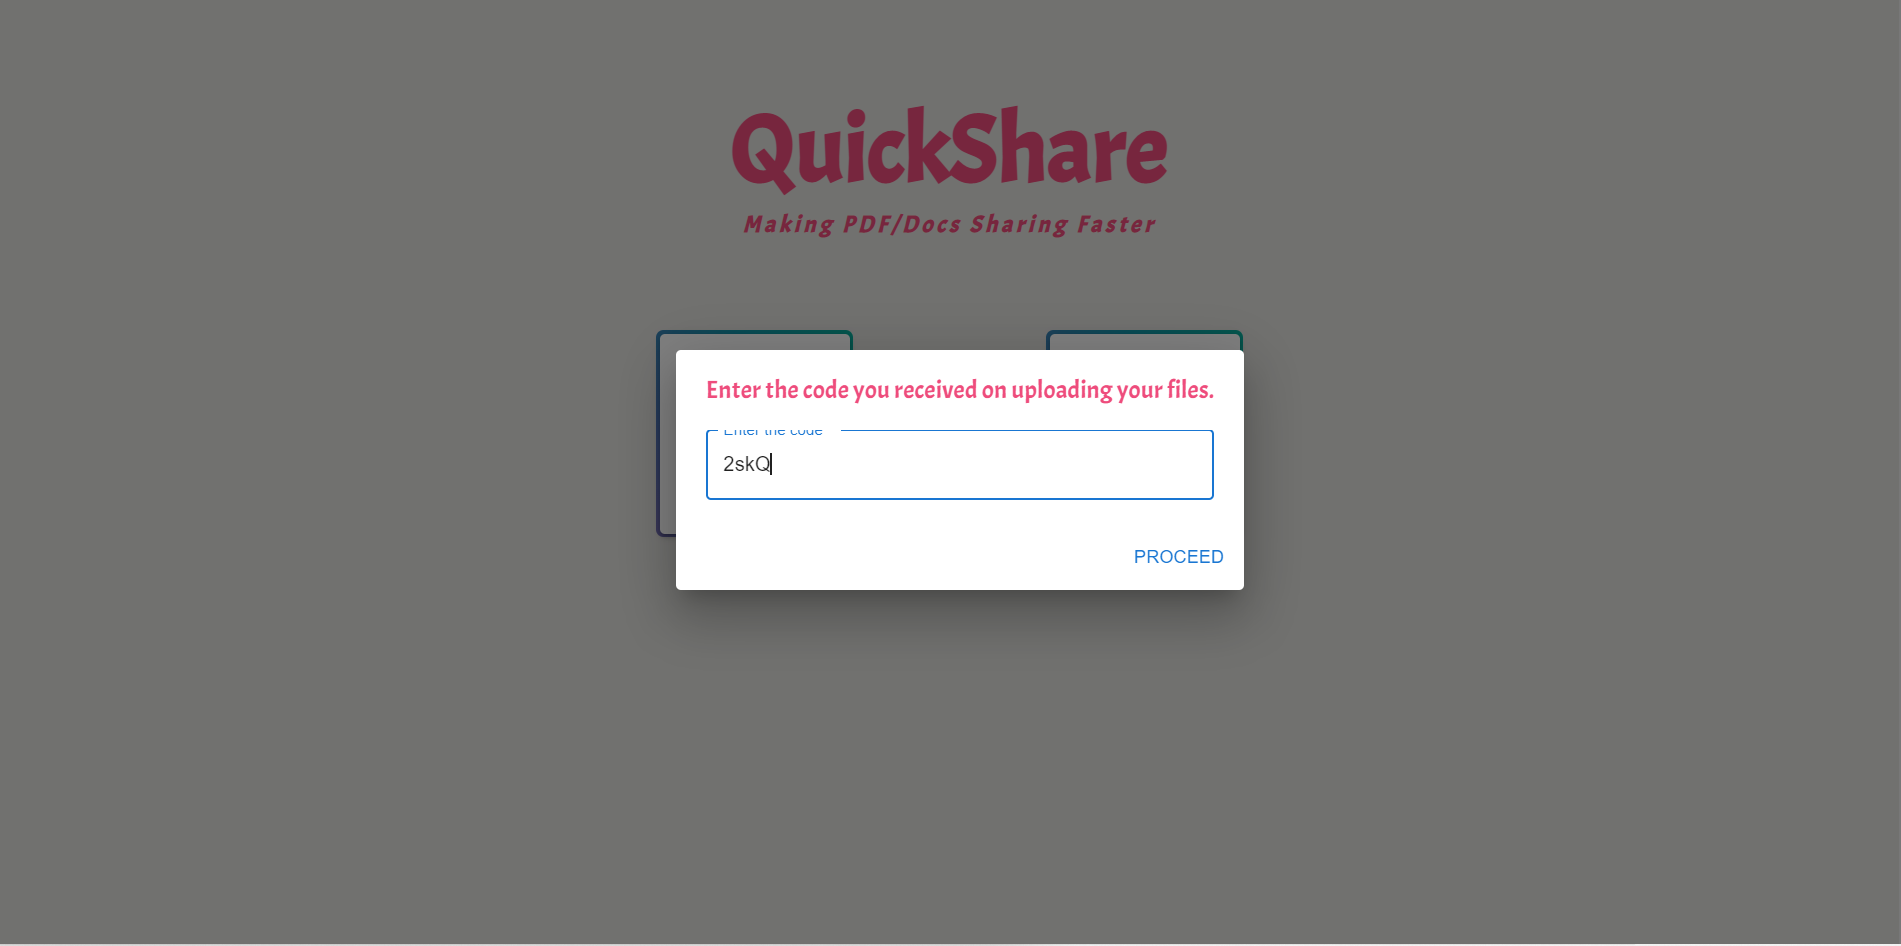 QuickShare
Making PDF/Docs Sharing Faster
Enter the code you received on uploading your files.
Enter the code
2skQ
PROCEED